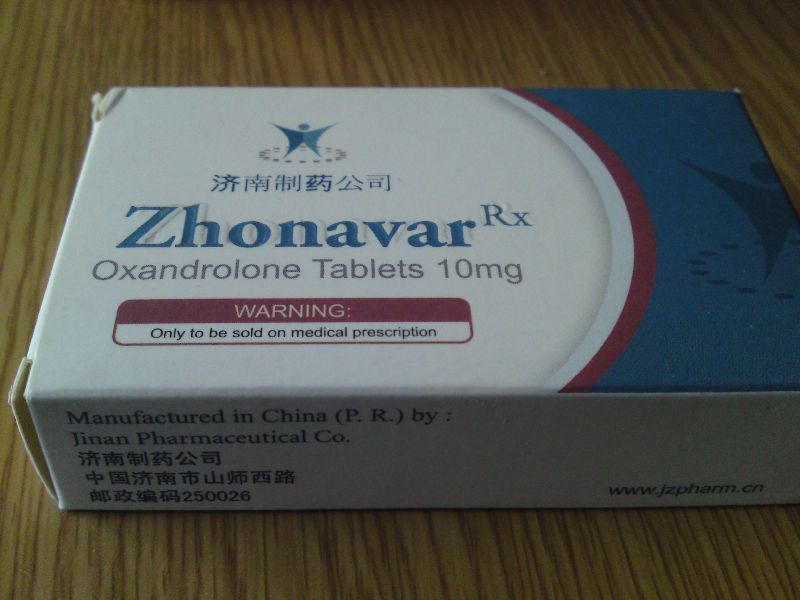 济南制药公司
Zhonavar Rx
Oxandrolone Tablets 10mg
WARNING:
Only to be sold on medical prescription
Manufactured in China (P. R.) by :
Jinan Pharmaceutical Co.
济南制药公司
中国济南市山师西路
邮政编码250026
www.jzpharm.cn